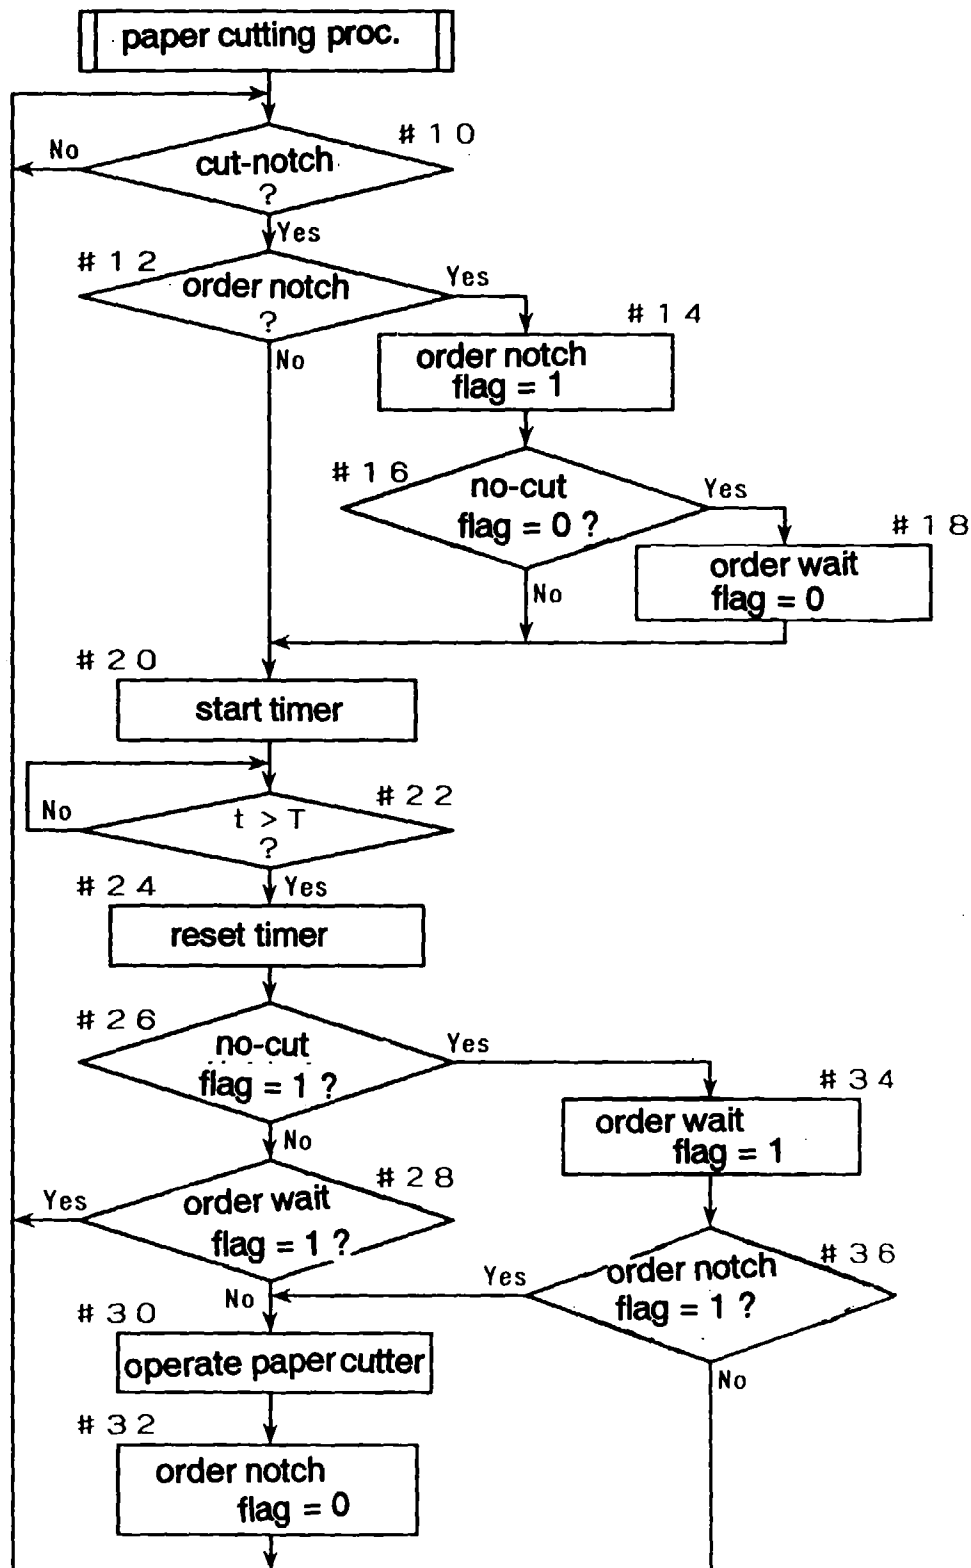 paper cutting proc.
#10
No
cut-notch
?
Yes
#12
order notch
?
Yes
No
#14
order notch
flag = 1
#16
no-cut
flag = 0 ?
Yes
No
#18
order wait
flag = 0
#20
start timer
#22
No
t > T
?
Yes
#24
reset timer
#26
no-cut
flag = 1 ?
Yes
No
#34
order wait
flag = 1
#28
Yes
order wait
flag = 1 ?
No
#36
Yes
order notch
flag = 1 ?
No
#30
operate paper cutter
#32
order notch
flag = 0